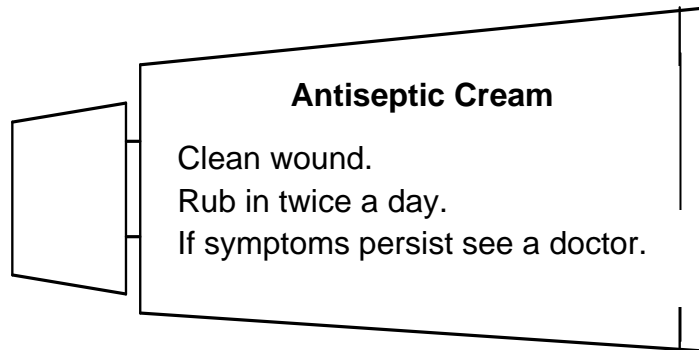 Antiseptic Cream
Clean wound.
Rub in twice a day.
If symptoms persist see a doctor.